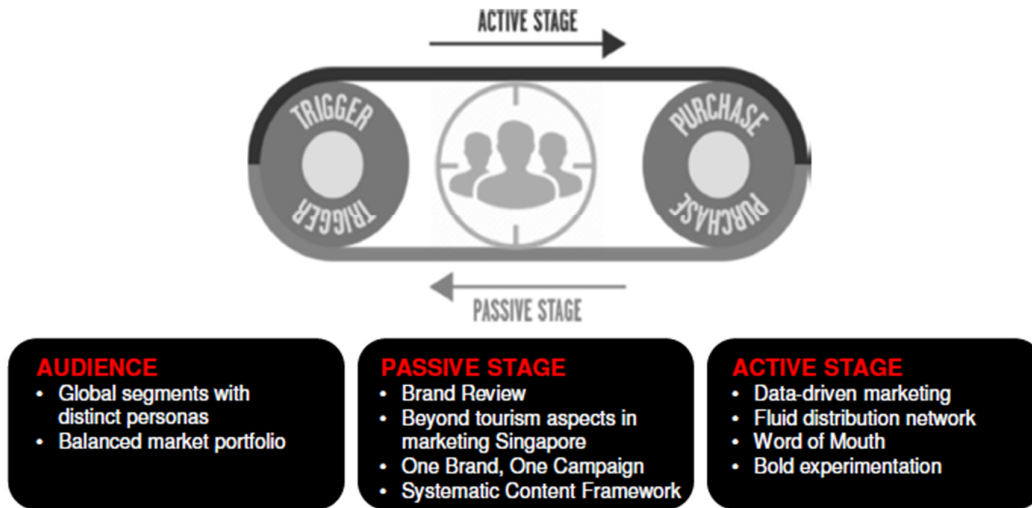 ACTIVE STAGE
TRIGGER
TRIGGER
PURCHASE
PURCHASE
PASSIVE STAGE
AUDIENCE
• Global segments with
distinct personas
• Balanced market portfolio
PASSIVE STAGE
• Brand Review
• Beyond tourism aspects in
marketing Singapore
• One Brand, One Campaign
• Systematic Content Framework
ACTIVE STAGE
• Data-driven marketing
• Fluid distribution network
• Word of Mouth
• Bold experimentation